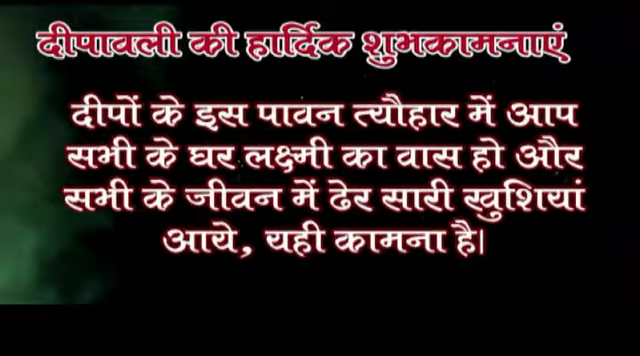 दीपावली की हार्दिक शुभकामनाएं
दीपों के इस पावन त्यौहार में आप
सभी के घर लक्ष्मी का वास हो और
सभी के जीवन में ढेर सारी खुशियां
आये, यही कामना है।